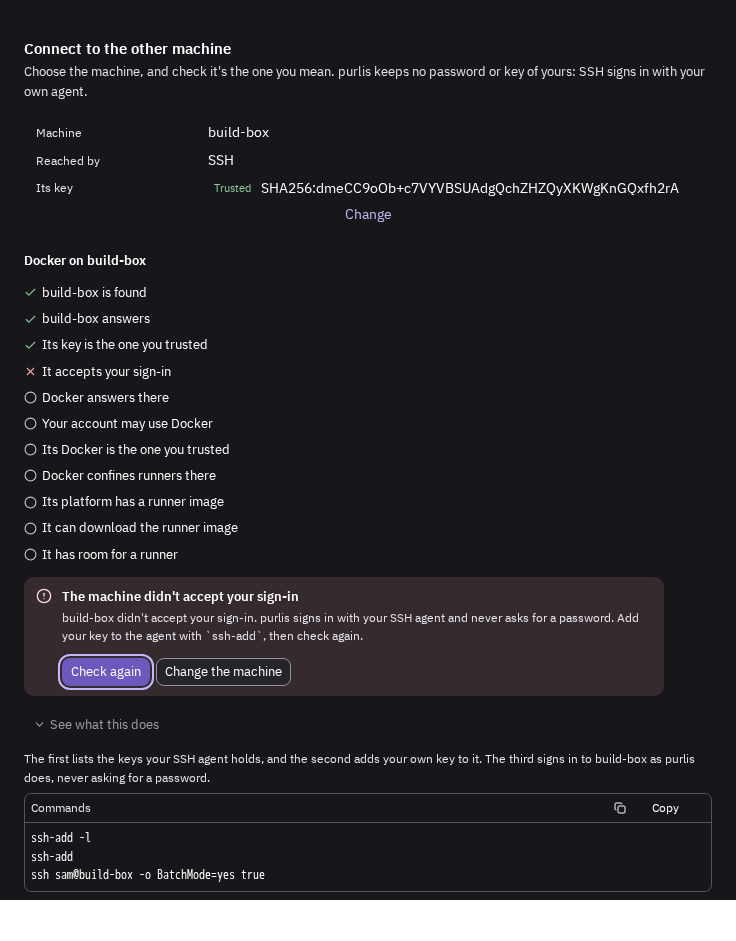 Connect to the other machine
Choose the machine, and check it's the one you mean. purlis keeps no password or key of yours: SSH signs in with your
own agent.
Machine build-box
Reached by SSH
Its key Trusted SHA256:dmeCC9oOb+c7VYVBSUAdgQchZHZQyXKWgKnGQxfh2rA
Change
Docker on build-box
build-box is found
build-box answers
Its key is the one you trusted
It accepts your sign-in
Docker answers there
Your account may use Docker
Its Docker is the one you trusted
Docker confines runners there
Its platform has a runner image
It can download the runner image
It has room for a runner
The machine didn't accept your sign-in
build-box didn't accept your sign-in. purlis signs in with your SSH agent and never asks for a password. Add
your key to the agent with `ssh-add`, then check again.
Check again Change the machine
See what this does
The first lists the keys your SSH agent holds, and the second adds your own key to it. The third signs in to build-box as purlis
does, never asking for a password.
Commands Copy
ssh-add -l
ssh-add
ssh sam@build-box -o BatchMode=yes true